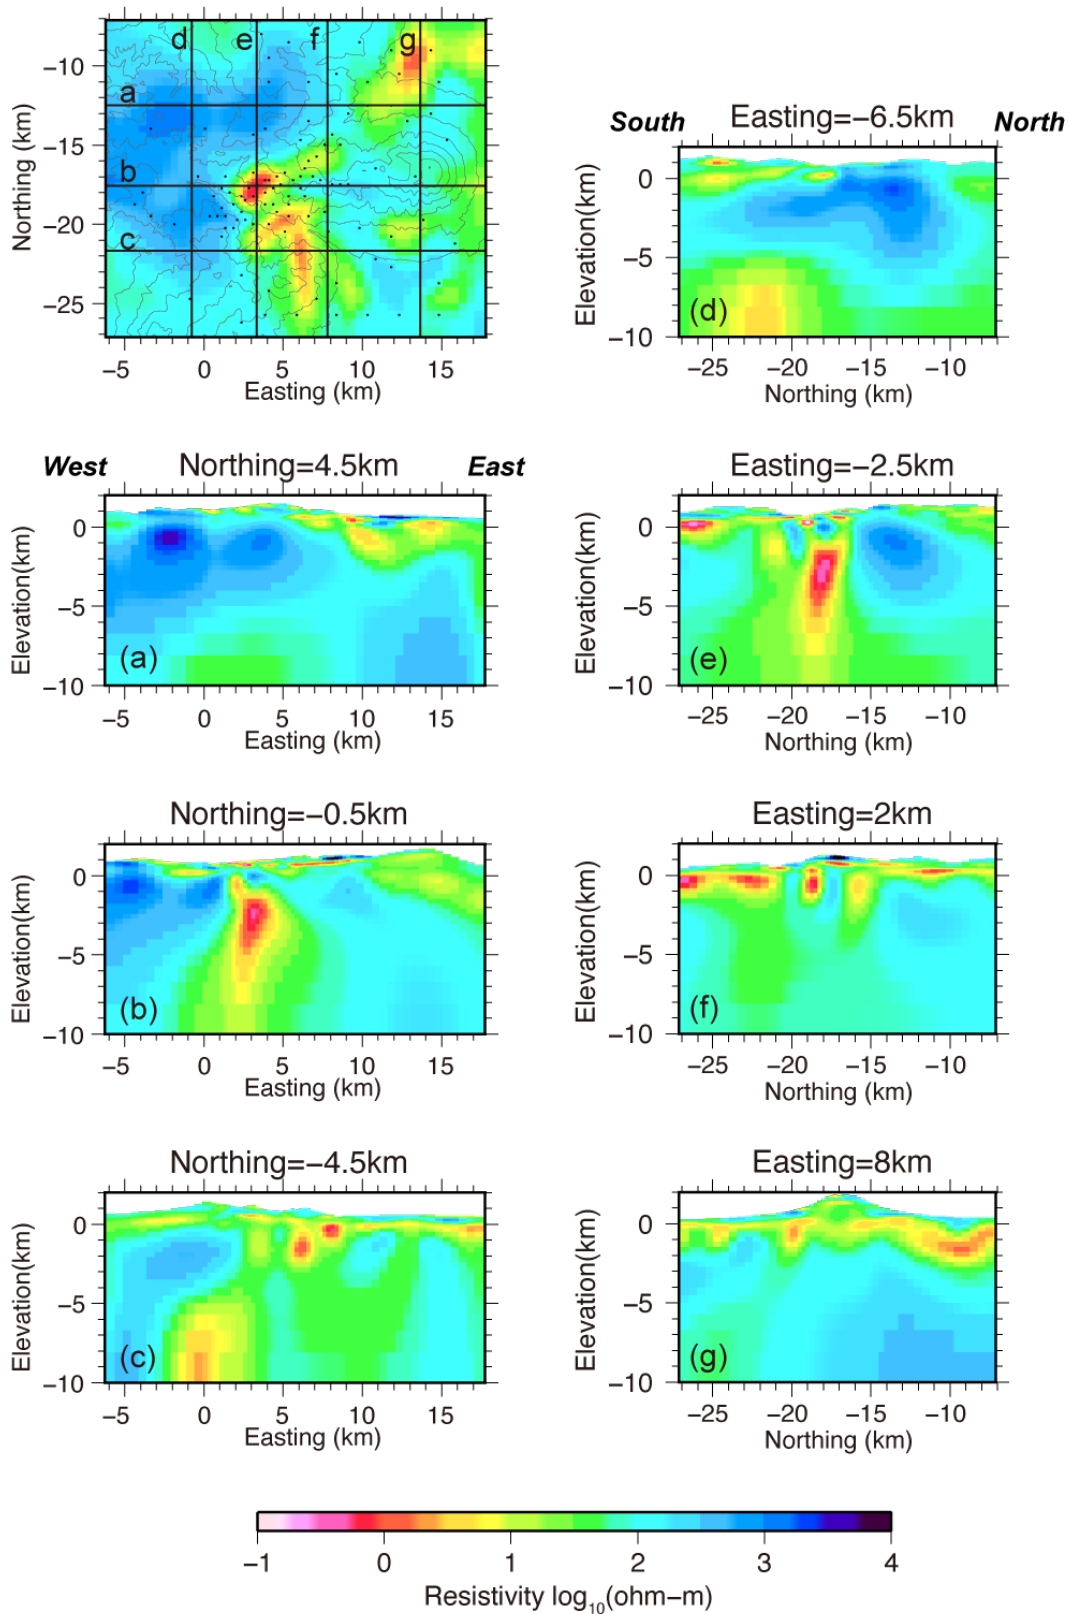 d e f g
a
b
c
−10
−15
−20
−25
Northing (km)
−5 0 5 10 15
Easting (km)
South Easting=−6.5km North
0
−5
−10
Elevation(km)
(d)
−25 −20 −15 −10
Northing (km)
West Northing=4.5km East
0
−5
−10
Elevation(km)
(a)
−5 0 5 10 15
Easting (km)
Easting=−2.5km
0
−5
−10
Elevation(km)
(e)
−25 −20 −15 −10
Northing (km)
Northing=−0.5km
0
−5
−10
Elevation(km)
(b)
−5 0 5 10 15
Easting (km)
Easting=2km
0
−5
−10
Elevation(km)
(f)
−25 −20 −15 −10
Northing (km)
Northing=−4.5km
0
−5
−10
Elevation(km)
(c)
−5 0 5 10 15
Easting (km)
Easting=8km
0
−5
−10
Elevation(km)
(g)
−25 −20 −15 −10
Northing (km)
−1 0 1 2 3 4
Resistivity log10(ohm−m)